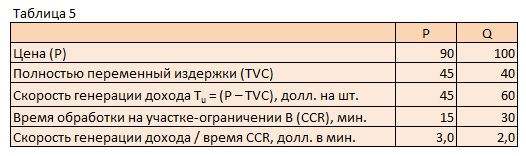 Таблица 5
P Q
Цена (P) 90 100
Полностью переменный издержки (TVC) 45 40
Скорость генерации дохода Tu = (P – TVC), долл. на шт. 45 60
Время обработки на участке-ограничении B (CCR), мин. 15 30
Скорость генерации дохода / время CCR, долл. в мин. 3,0 2,0